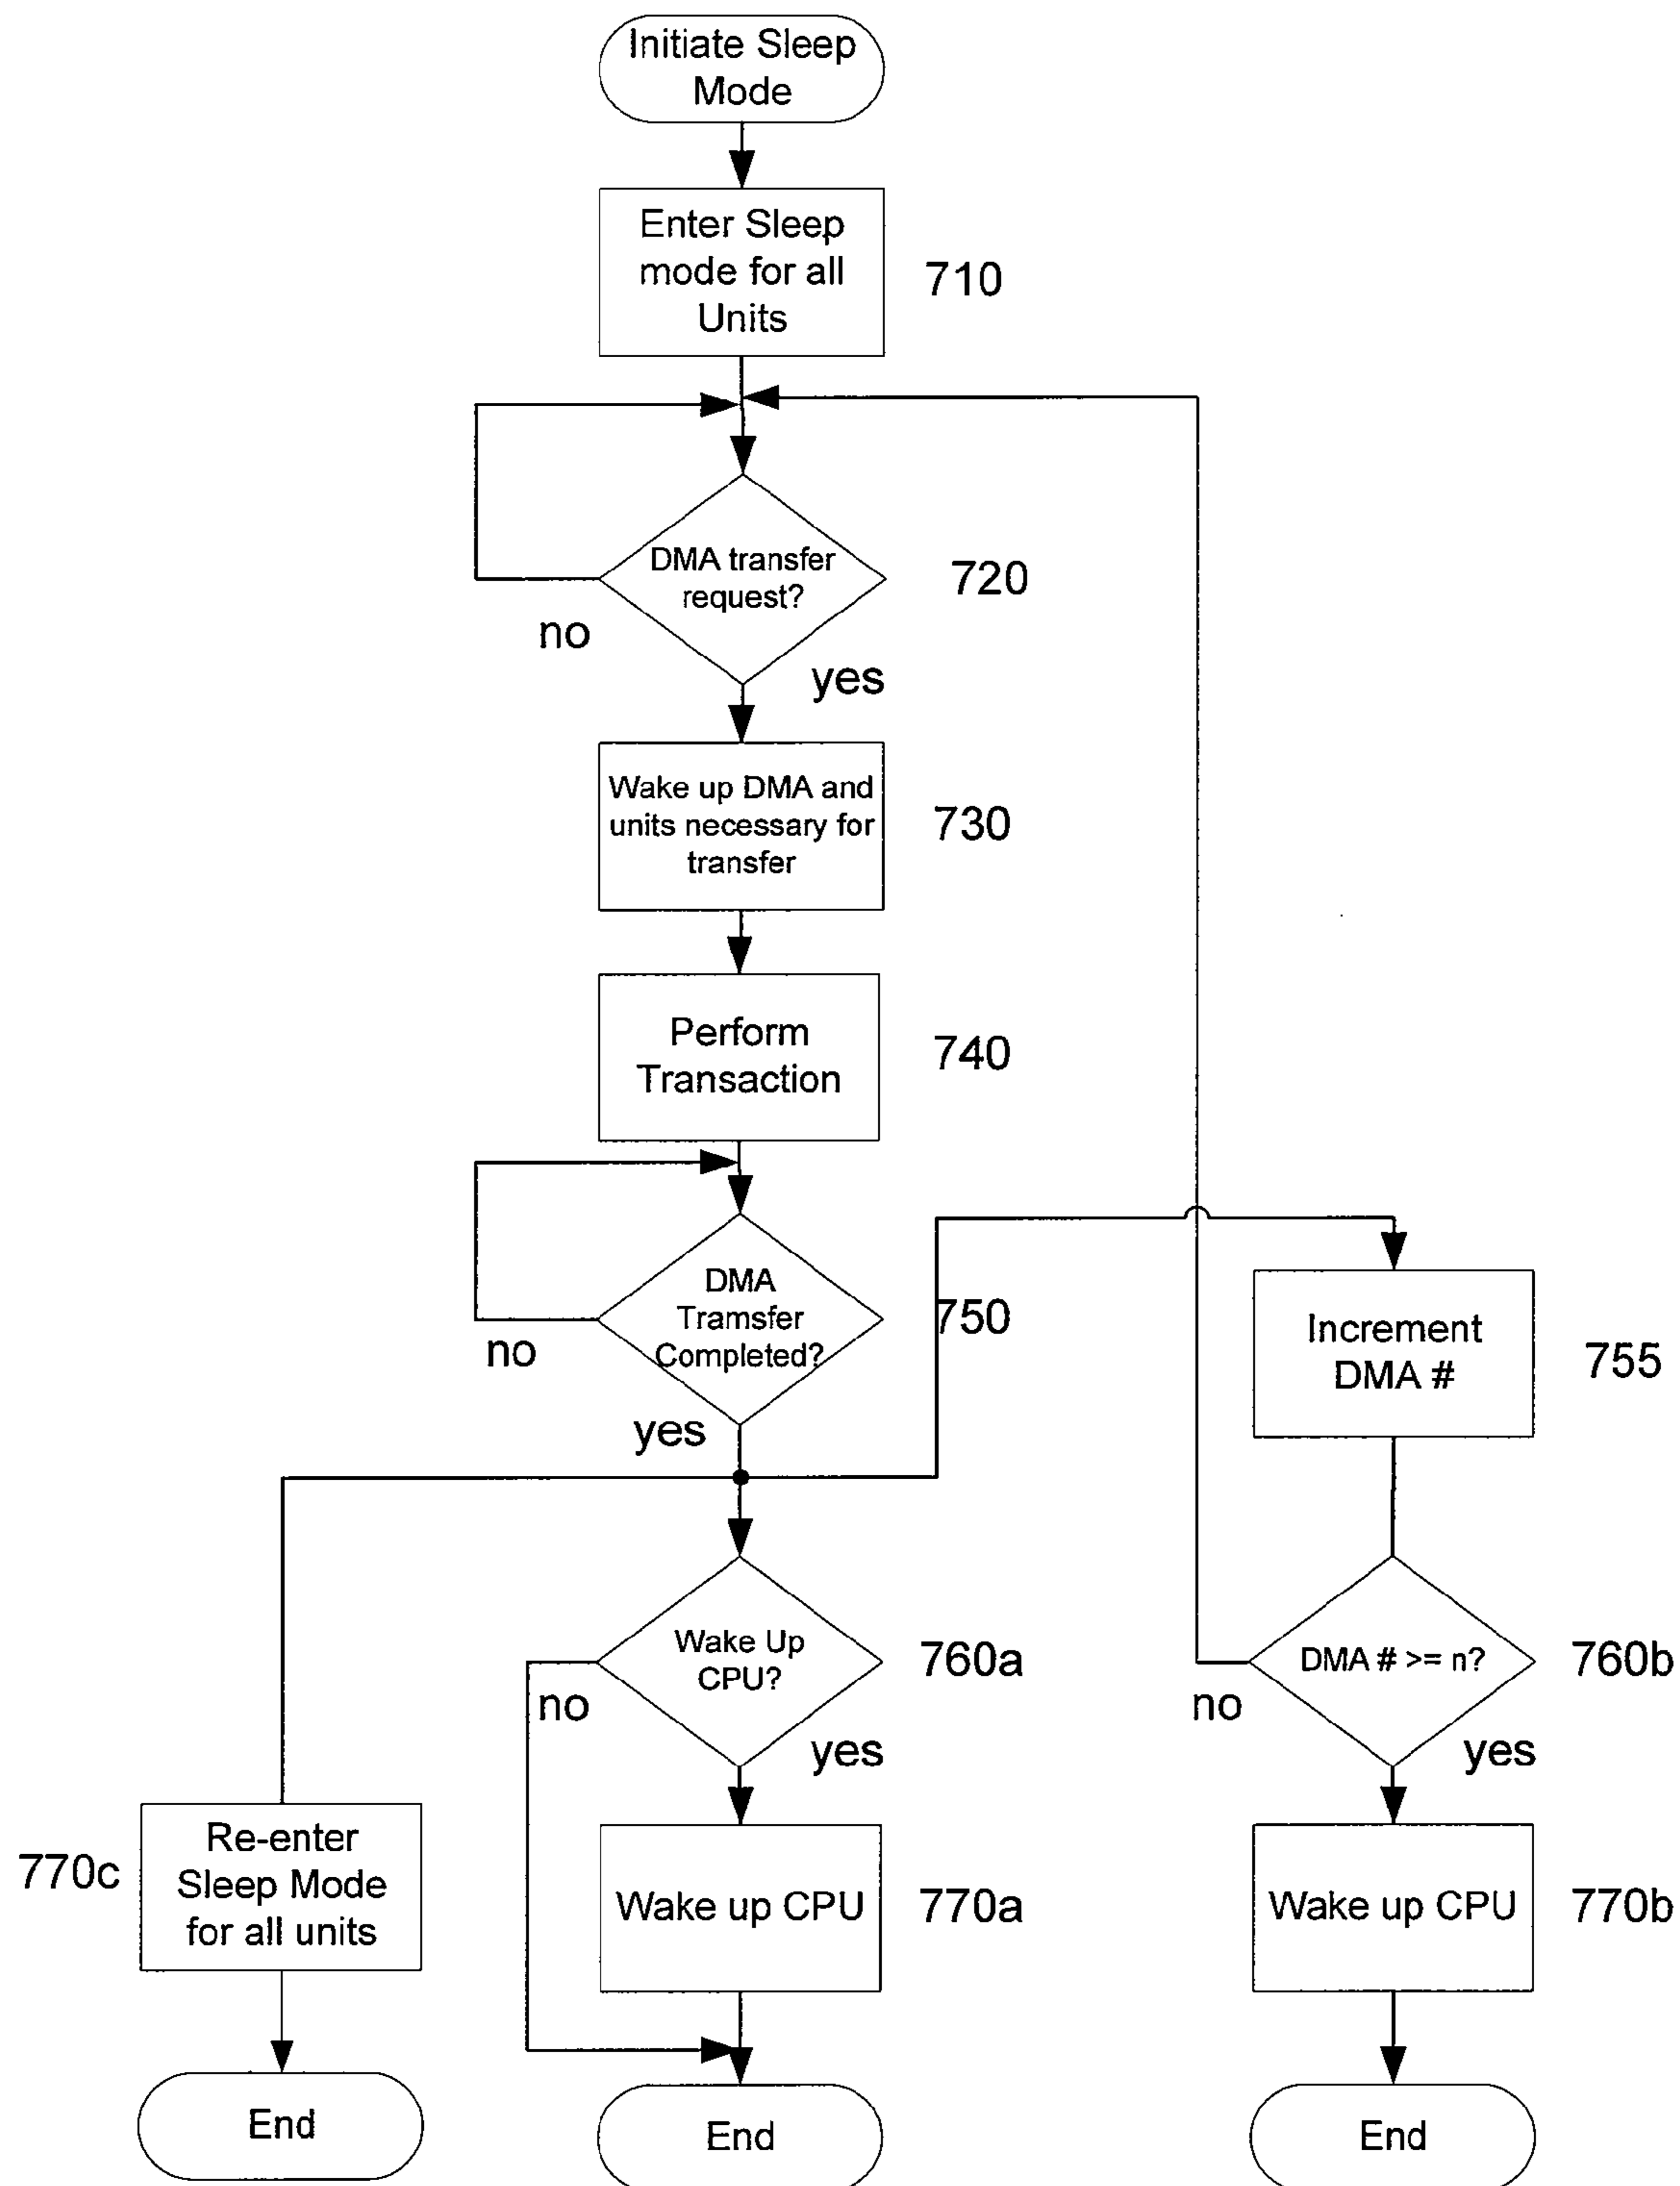 Initiate Sleep
Mode
Enter Sleep
mode for all
Units
710
DMA transfer
request?
720
no
yes
Wake up DMA and
units necessary for
transfer
730
Perform
Transaction
740
DMA
Tramsfer
Completed?
750
no
yes
Increment
DMA #
755
Wake Up
CPU?
760a
no
yes
DMA # >= n?
760b
no
yes
Re-enter
Sleep Mode
for all units
770c
Wake up CPU
770a
Wake up CPU
770b
End
End
End